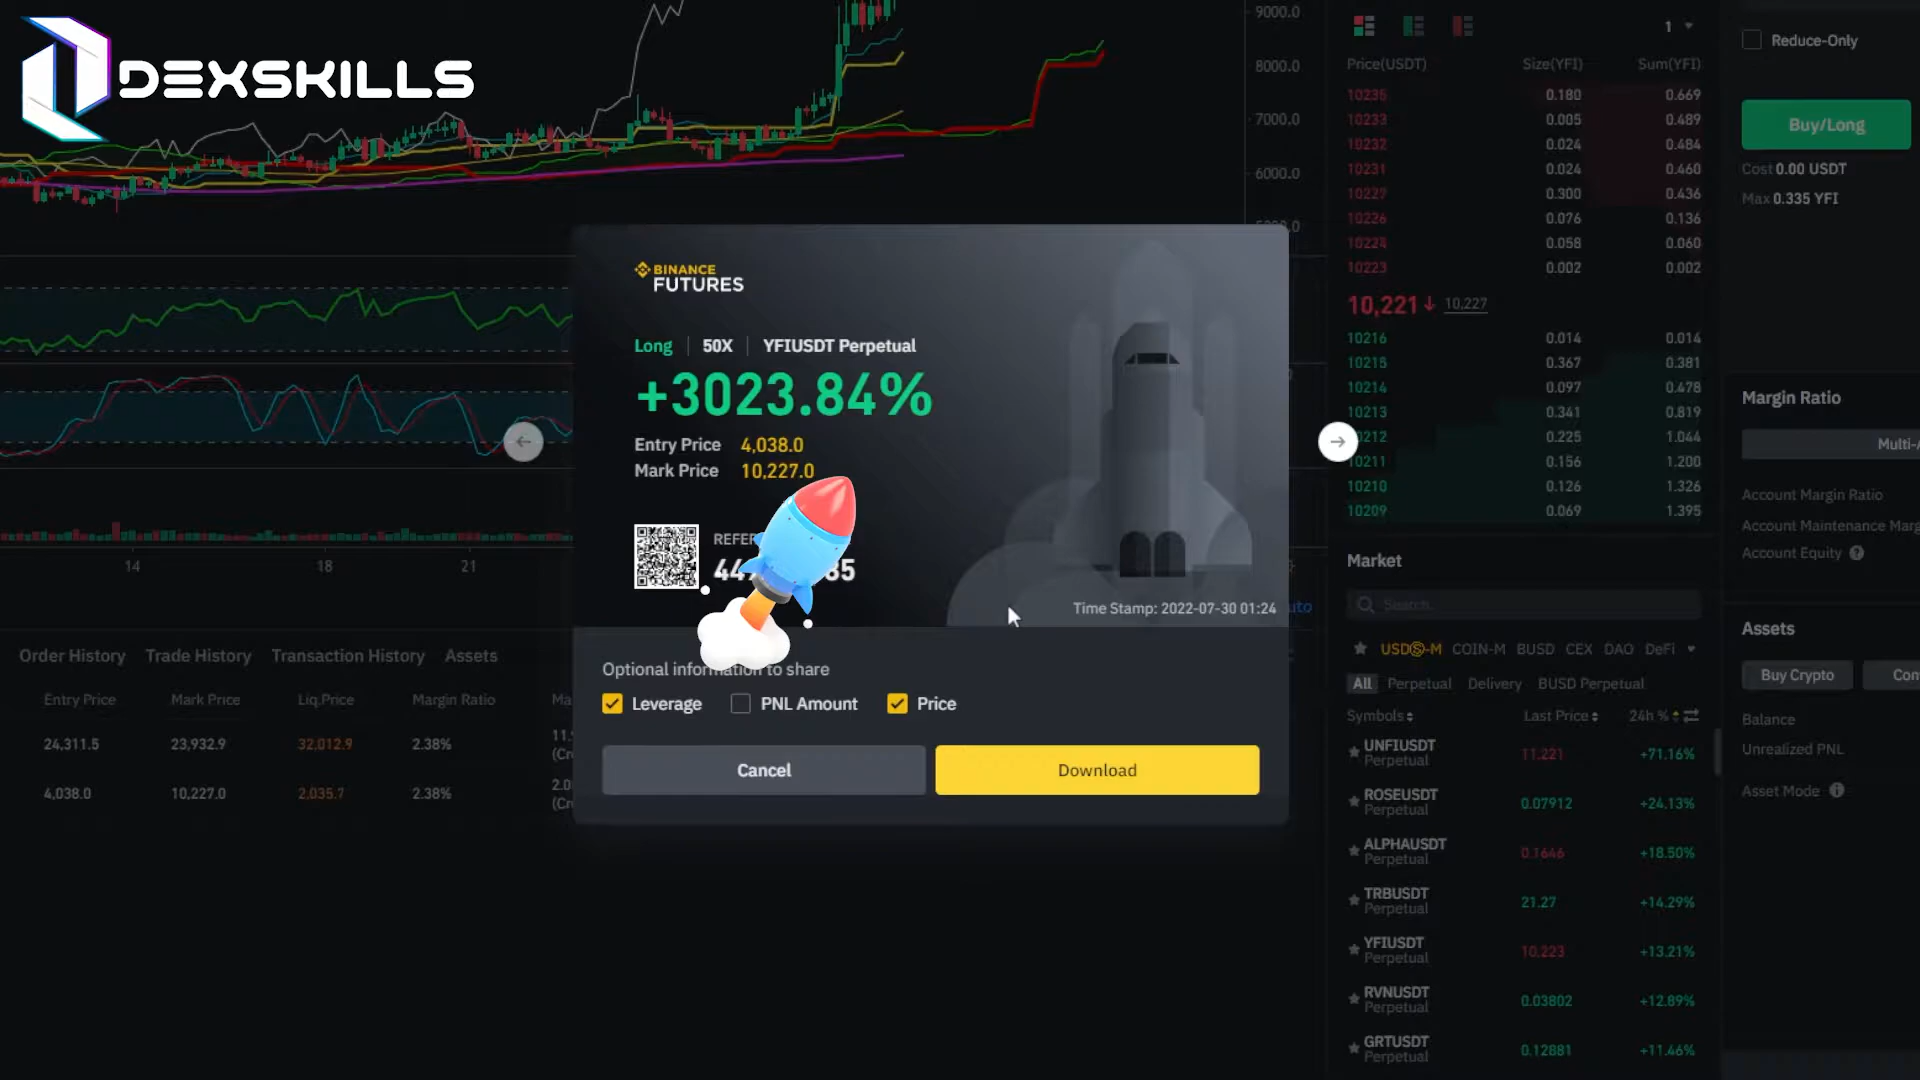 DEXSKILLS
9000.0
8000.0
7000.0
6000.0
14
18
21
1
Reduce-Only
Price(USDT) Size(YFI) Sum(YFI)
10235 0.180 0.669
10233 0.005 0.489
10232 0.024 0.484
10231 0.024 0.460
10229 0.300 0.436
10226 0.076 0.136
10224 0.058 0.060
10223 0.002 0.002
10,221 10,227
10216 0.014 0.014
10215 0.367 0.381
10214 0.097 0.478
10213 0.341 0.819
10212 0.225 1.044
10211 0.156 1.200
10210 0.126 1.326
10209 0.069 1.395
Buy/Long
Cost 0.00 USDT
Max 0.335 YFI
BINANCE
FUTURES
Long 50X YFIUSDT Perpetual
+3023.84%
Entry Price 4,038.0
Mark Price 10,227.0
Time Stamp: 2022-07-30 01:24
Optional information to share
Leverage PNL Amount Price
Cancel Download
Order History Trade History Transaction History Assets
Entry Price Mark Price Liq.Price Margin Ratio
24,311.5 23,932.9 32,012.9 2.38%
4,038.0 10,227.0 2,035.7 2.38%
Market
Search
USDⓈ-M COIN-M BUSD CEX DAO DeFi
All Perpetual Delivery BUSD Perpetual
Symbols Last Price 24h %
UNFIUSDT
Perpetual 11.221 +71.16%
ROSEUSDT
Perpetual 0.07912 +24.13%
ALPHAUSDT
Perpetual 0.1646 +18.50%
TRBUSDT
Perpetual 21.27 +14.29%
YFIUSDT
Perpetual 10,223 +13.21%
RVNUSDT
Perpetual 0.03802 +12.89%
GRTUSDT
Perpetual 0.12881 +11.46%
Margin Ratio
Account Margin Ratio
Account Maintenance
Account Equity
Assets
Buy Crypto
Balance
Unrealized PNL
Asset Mode